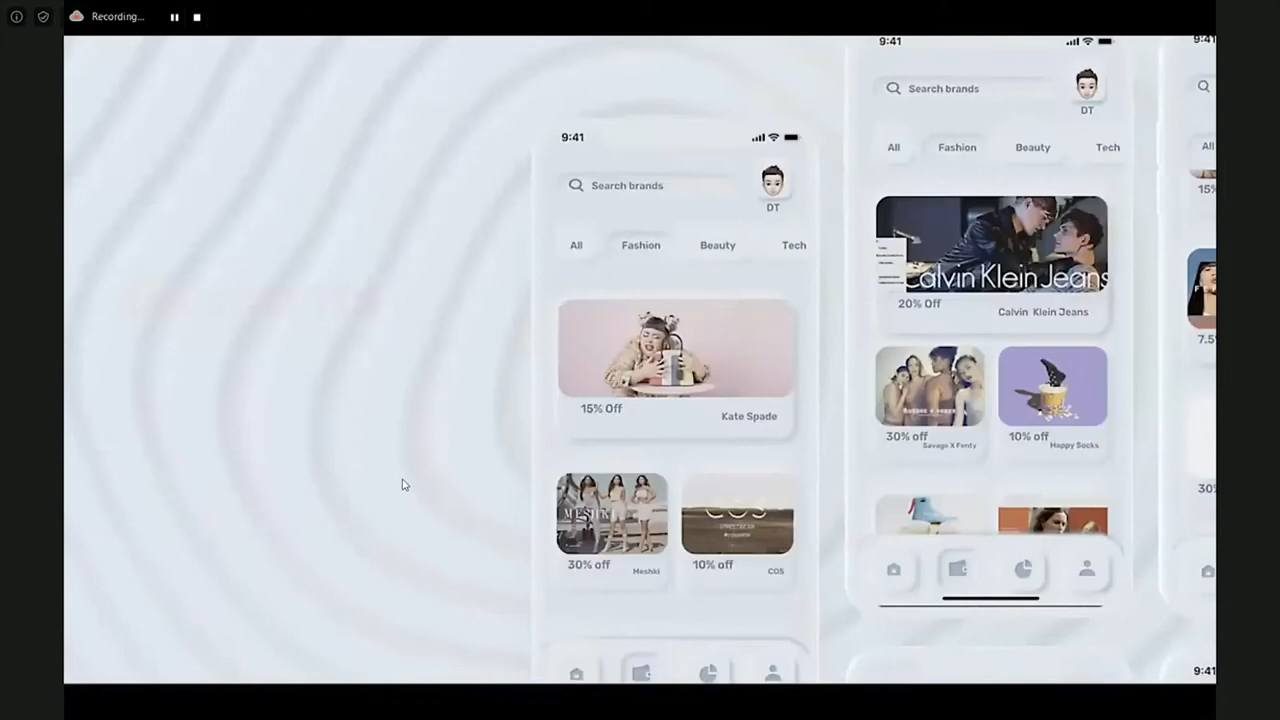 Recording...
9:41
Search brands
DT
All Fashion Beauty Tech
15% Off
Kate Spade
MESHKI
30% off
Meshki
COS
10% off
COS
9:41
Search brands
DT
All Fashion Beauty Tech
Calvin Klein Jeans
20% Off
Calvin Klein Jeans
30% off
Savage X Fenty
10% off
Happy Socks
9:41
All
15%
7.5
30%
9:41